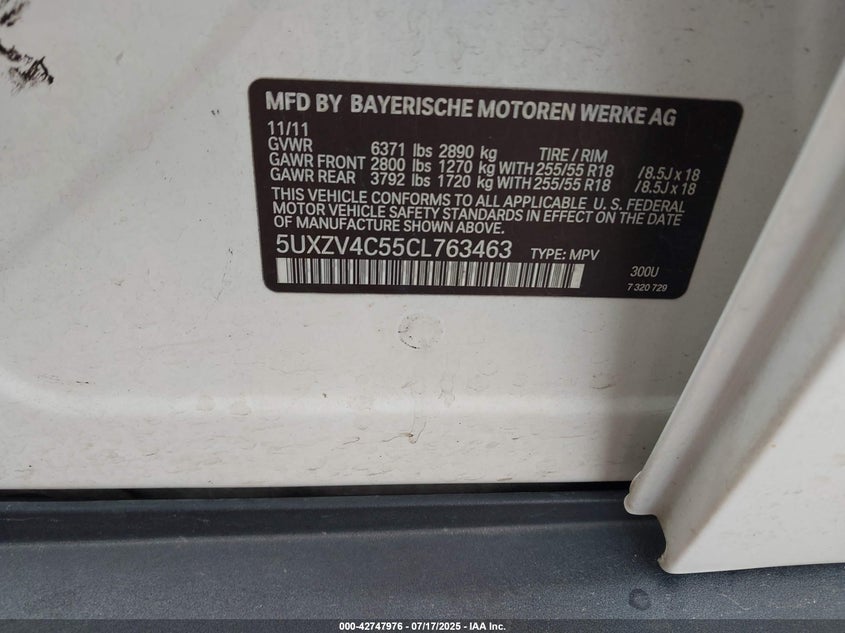 MFD BY BAYERISCHE MOTOREN WERKE AG
11/11
GVWR 6371 lbs 2890 kg TIRE / RIM
GAWR FRONT 2800 lbs 1270 kg WITH 255/55 R18 /8.5J x 18
GAWR REAR 3792 lbs 1720 kg WITH 255/55 R18 /8.5J x 18
THIS VEHICLE CONFORMS TO ALL APPLICABLE U. S. FEDERAL
MOTOR VEHICLE SAFETY STANDARDS IN EFFECT ON THE DATE
OF MANUFACTURE SHOWN ABOVE.
5UXZV4C55CL763463 TYPE: MPV
300U
7 320 729
000-42747976 - 07/17/2025 - IAA Inc.